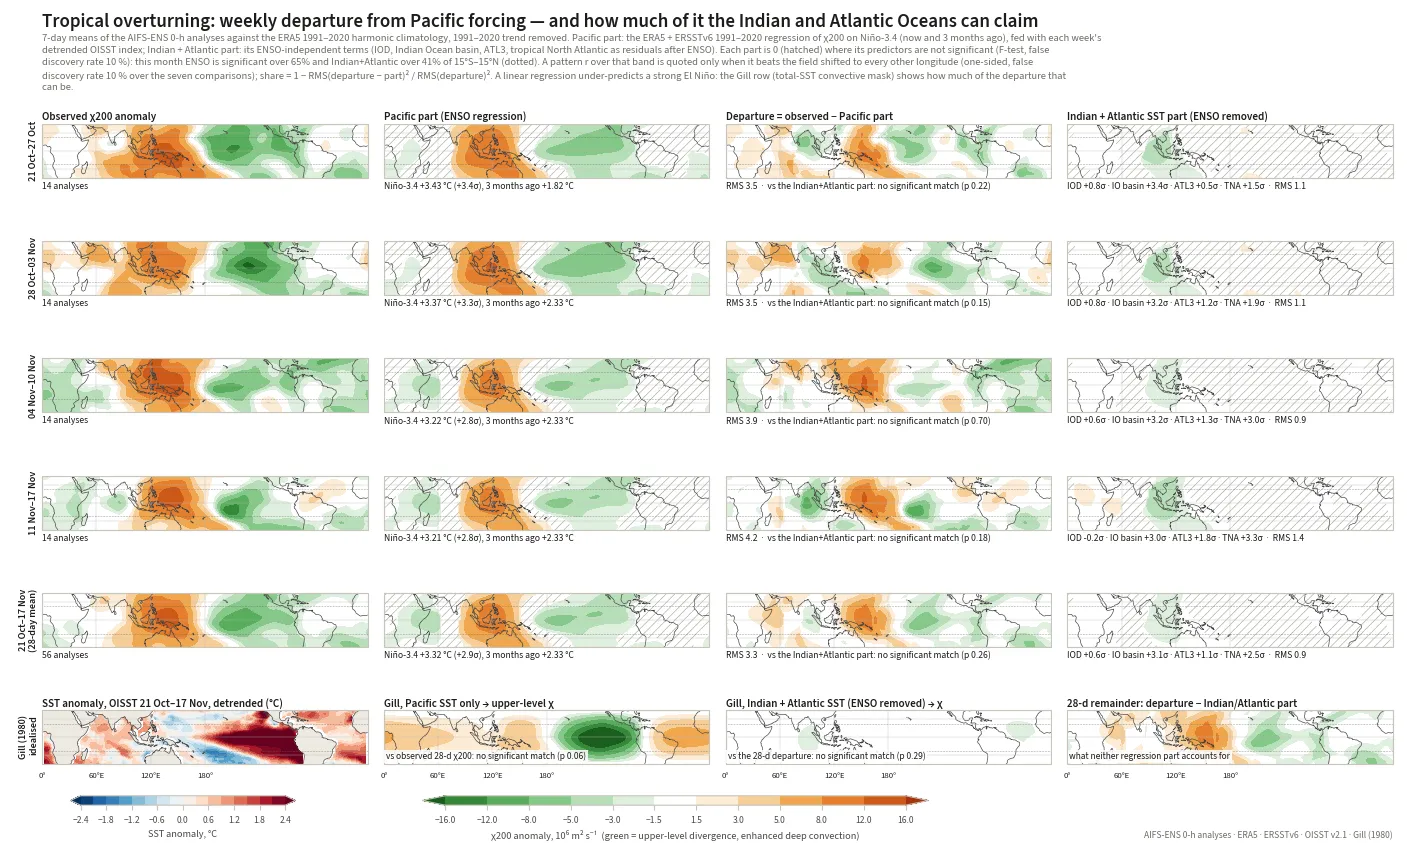 Tropical overturning: weekly departure from Pacific forcing — and how much of it the Indian and Atlantic Oceans can claim
7-day means of the AIFS-ENS 0-h analyses against the ERA5 1991–2020 harmonic climatology, 1991–2020 trend removed. Pacific part: the ERA5 + ERSSTv6 1991–2020 regression of χ200 on Niño-3.4 (now and 3 months ago), fed with each week's
detrended OISST index; Indian + Atlantic part: its ENSO-independent terms (IOD, Indian Ocean basin, ATL3, tropical North Atlantic as residuals after ENSO). Each part is 0 (hatched) where its predictors are not significant (F-test, false
discovery rate 10 %): this month ENSO is significant over 65% and Indian+Atlantic over 41% of 15°S–15°N (dotted). A pattern r over that band is quoted only when it beats the field shifted to every other longitude (one-sided, false
discovery rate 10 % over the seven comparisons); share = 1 − RMS(departure − part)² / RMS(departure)². A linear regression under-predicts a strong El Niño: the Gill row (total-SST convective mask) shows how much of the departure that
can be.
Observed χ200 anomaly
Pacific part (ENSO regression)
Departure = observed − Pacific part
Indian + Atlantic SST part (ENSO removed)
21 Oct–27 Oct
14 analyses
Niño-3.4 +3.43 °C (+3.4σ), 3 months ago +1.82 °C
RMS 3.5 · vs the Indian+Atlantic part: no significant match (p 0.22)
IOD +0.8σ · IO basin +3.4σ · ATL3 +0.5σ · TNA +1.5σ · RMS 1.1
28 Oct–03 Nov
14 analyses
Niño-3.4 +3.37 °C (+3.3σ), 3 months ago +2.33 °C
RMS 3.5 · vs the Indian+Atlantic part: no significant match (p 0.15)
IOD +0.8σ · IO basin +3.2σ · ATL3 +1.2σ · TNA +1.9σ · RMS 1.1
04 Nov–10 Nov
14 analyses
Niño-3.4 +3.22 °C (+2.8σ), 3 months ago +2.33 °C
RMS 3.9 · vs the Indian+Atlantic part: no significant match (p 0.70)
IOD +0.6σ · IO basin +3.2σ · ATL3 +1.3σ · TNA +3.0σ · RMS 0.9
11 Nov–17 Nov
14 analyses
Niño-3.4 +3.21 °C (+2.8σ), 3 months ago +2.33 °C
RMS 4.2 · vs the Indian+Atlantic part: no significant match (p 0.18)
IOD -0.2σ · IO basin +3.0σ · ATL3 +1.8σ · TNA +3.3σ · RMS 1.4
21 Oct–17 Nov
(28-day mean)
56 analyses
Niño-3.4 +3.32 °C (+2.9σ), 3 months ago +2.33 °C
RMS 3.3 · vs the Indian+Atlantic part: no significant match (p 0.26)
IOD +0.6σ · IO basin +3.1σ · ATL3 +1.1σ · TNA +2.5σ · RMS 0.9
SST anomaly, OISST 21 Oct–17 Nov, detrended (°C)
Gill, Pacific SST only → upper-level χ
Gill, Indian + Atlantic SST (ENSO removed) → χ
28-d remainder: departure − Indian/Atlantic part
Gill (1980)
idealised
vs observed 28-d χ200: no significant match (p 0.06)
vs the 28-d departure: no significant match (p 0.29)
what neither regression part accounts for
0° 60°E 120°E 180°
0° 60°E 120°E 180°
0° 60°E 120°E 180°
0° 60°E 120°E 180°
−2.4 −1.8 −1.2 −0.6 0.0 0.6 1.2 1.8 2.4
SST anomaly, °C
−16.0 −12.0 −8.0 −5.0 −3.0 −1.5 1.5 3.0 5.0 8.0 12.0 16.0
χ200 anomaly, 10⁶ m² s⁻¹ (green = upper-level divergence, enhanced deep convection)
AIFS-ENS 0-h analyses · ERA5 · ERSSTv6 · OISST v2.1 · Gill (1980)